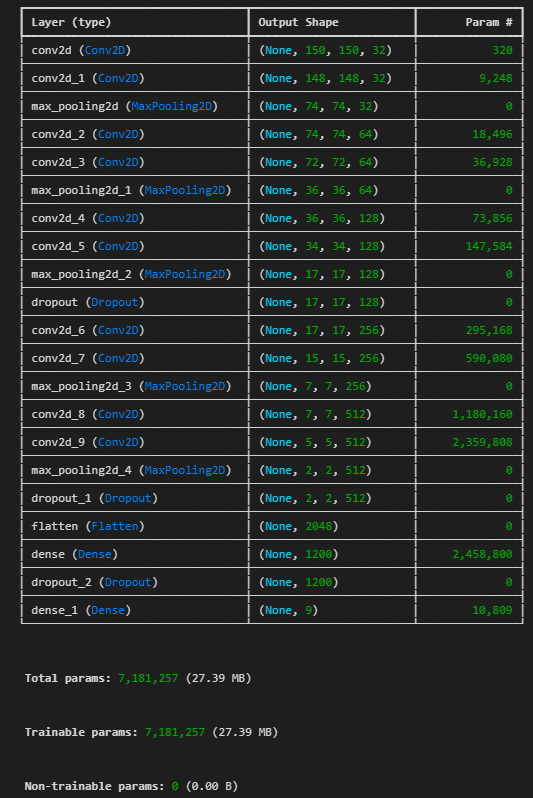 Layer (type) Output Shape Param #
conv2d (Conv2D) (None, 150, 150, 32) 320
conv2d_1 (Conv2D) (None, 148, 148, 32) 9,248
max_pooling2d (MaxPooling2D) (None, 74, 74, 32) 0
conv2d_2 (Conv2D) (None, 74, 74, 64) 18,496
conv2d_3 (Conv2D) (None, 72, 72, 64) 36,928
max_pooling2d_1 (MaxPooling2D) (None, 36, 36, 64) 0
conv2d_4 (Conv2D) (None, 36, 36, 128) 73,856
conv2d_5 (Conv2D) (None, 34, 34, 128) 147,584
max_pooling2d_2 (MaxPooling2D) (None, 17, 17, 128) 0
dropout (Dropout) (None, 17, 17, 128) 0
conv2d_6 (Conv2D) (None, 17, 17, 256) 295,168
conv2d_7 (Conv2D) (None, 15, 15, 256) 590,080
max_pooling2d_3 (MaxPooling2D) (None, 7, 7, 256) 0
conv2d_8 (Conv2D) (None, 7, 7, 512) 1,180,160
conv2d_9 (Conv2D) (None, 5, 5, 512) 2,359,808
max_pooling2d_4 (MaxPooling2D) (None, 2, 2, 512) 0
dropout_1 (Dropout) (None, 2, 2, 512) 0
flatten (Flatten) (None, 2048) 0
dense (Dense) (None, 1200) 2,458,800
dropout_2 (Dropout) (None, 1200) 0
dense_1 (Dense) (None, 9) 10,809
Total params: 7,181,257 (27.39 MB)
Trainable params: 7,181,257 (27.39 MB)
Non-trainable params: 0 (0.00 B)